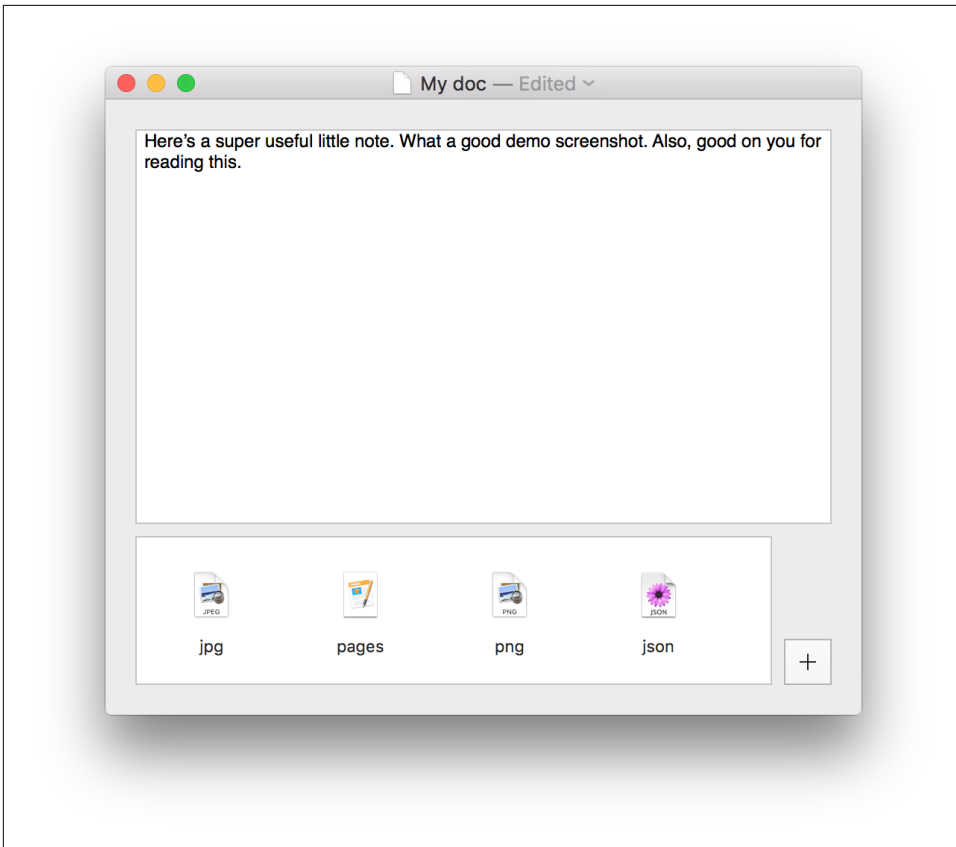 My doc — Edited
Here’s a super useful little note. What a good demo screenshot. Also, good on you for
reading this.
JPEG
PNG
JSON
jpg
pages
png
json
+